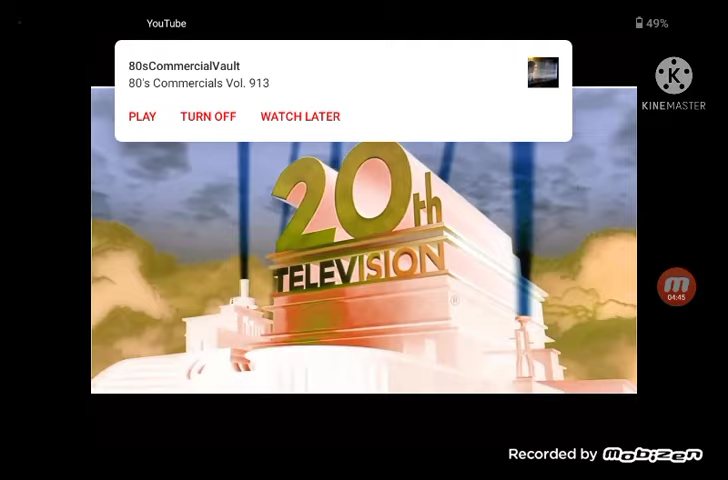 YouTube
49%
80sCommercialVault
80's Commercials Vol. 913
PLAY TURN OFF WATCH LATER
K
KINEMASTER
20th
TELEVISION
®
m
04:45
Recorded by mobizen